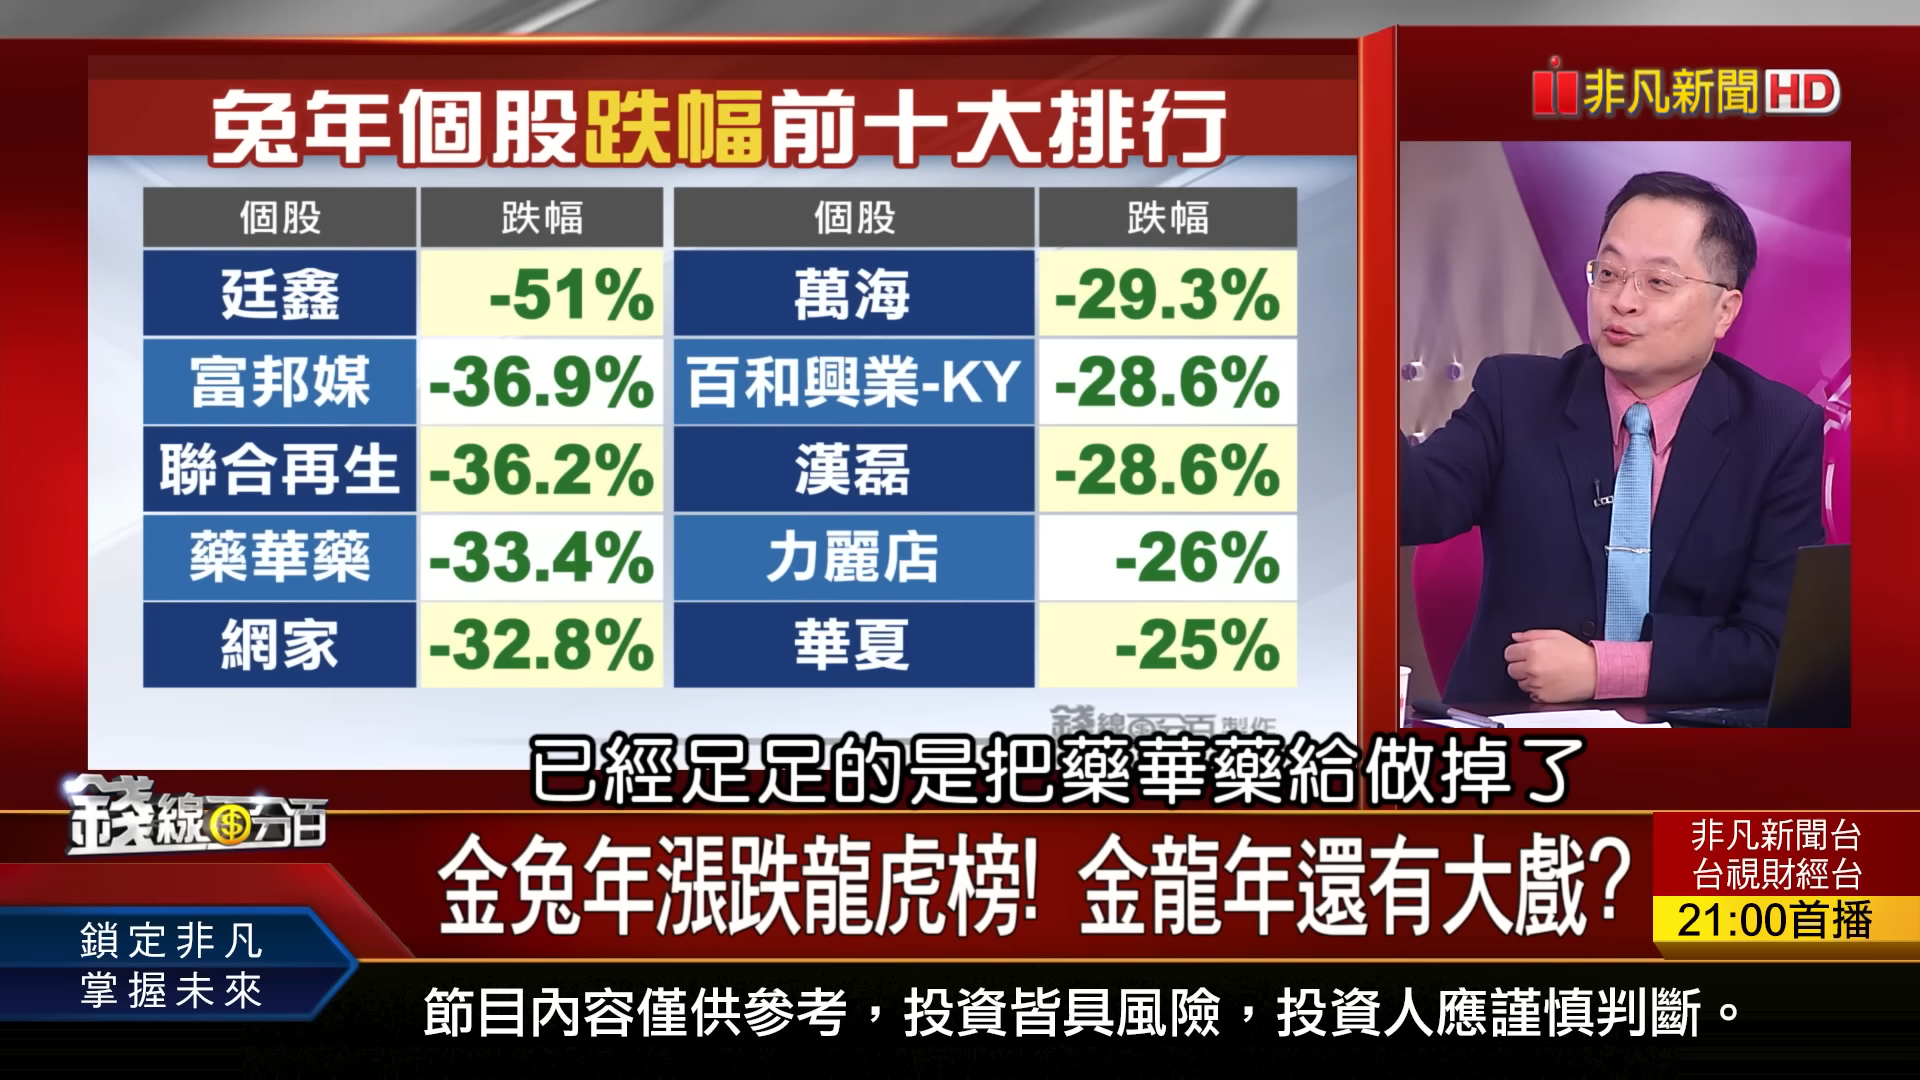 兔年個股跌幅前十大排行
個股 跌幅 個股 跌幅
廷鑫 -51% 萬海 -29.3%
富邦媒 -36.9% 百和興業-KY -28.6%
聯合再生 -36.2% 漢磊 -28.6%
藥華藥 -33.4% 力麗店 -26%
網家 -32.8% 華夏 -25%
錢線百分百 製作
非凡新聞HD
已經足足的是把藥華藥給做掉了
錢線百分百
金兔年漲跌龍虎榜! 金龍年還有大戲?
非凡新聞台
台視財經台
21:00首播
鎖定非凡
掌握未來
節目內容僅供參考，投資皆具風險，投資人應謹慎判斷。